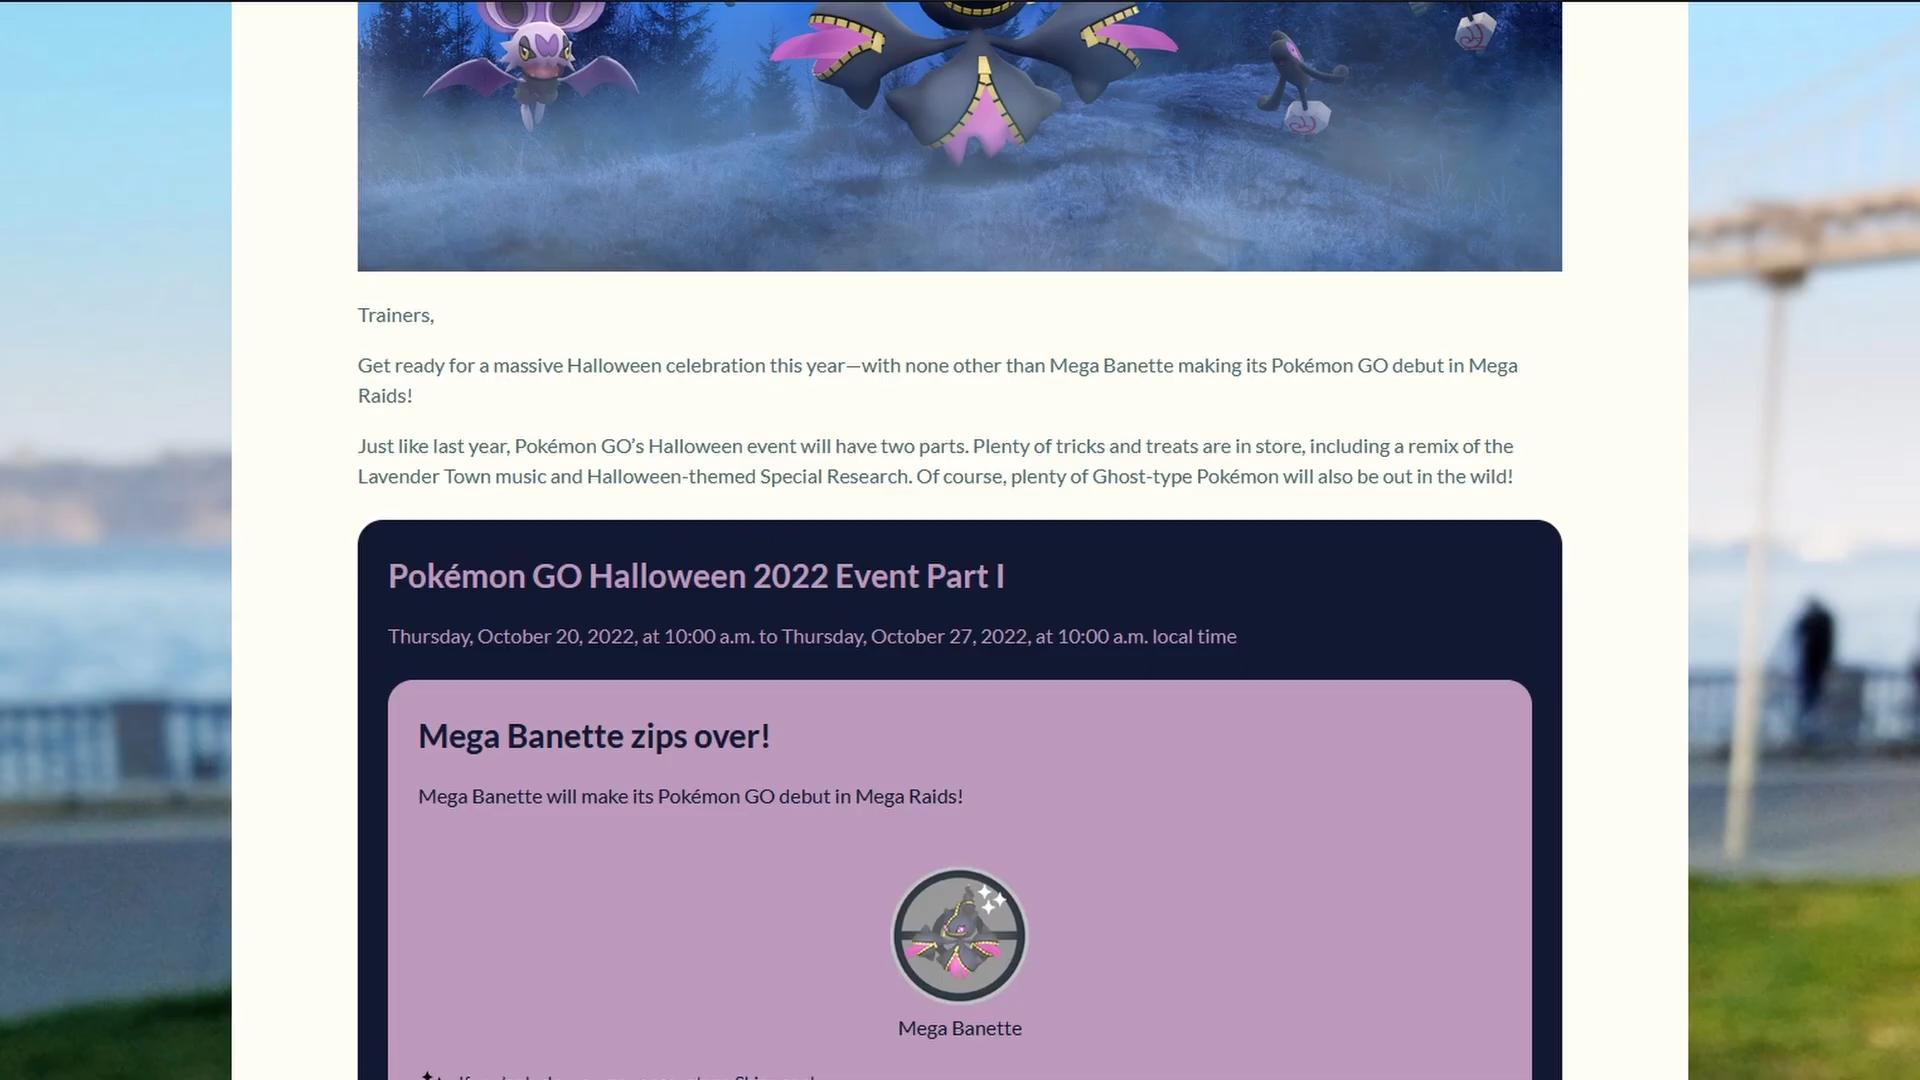 Trainers,
Get ready for a massive Halloween celebration this year—with none other than Mega Banette making its Pokémon GO debut in Mega
Raids!
Just like last year, Pokémon GO’s Halloween event will have two parts. Plenty of tricks and treats are in store, including a remix of the
Lavender Town music and Halloween-themed Special Research. Of course, plenty of Ghost-type Pokémon will also be out in the wild!
Pokémon GO Halloween 2022 Event Part I
Thursday, October 20, 2022, at 10:00 a.m. to Thursday, October 27, 2022, at 10:00 a.m. local time
Mega Banette zips over!
Mega Banette will make its Pokémon GO debut in Mega Raids!
Mega Banette